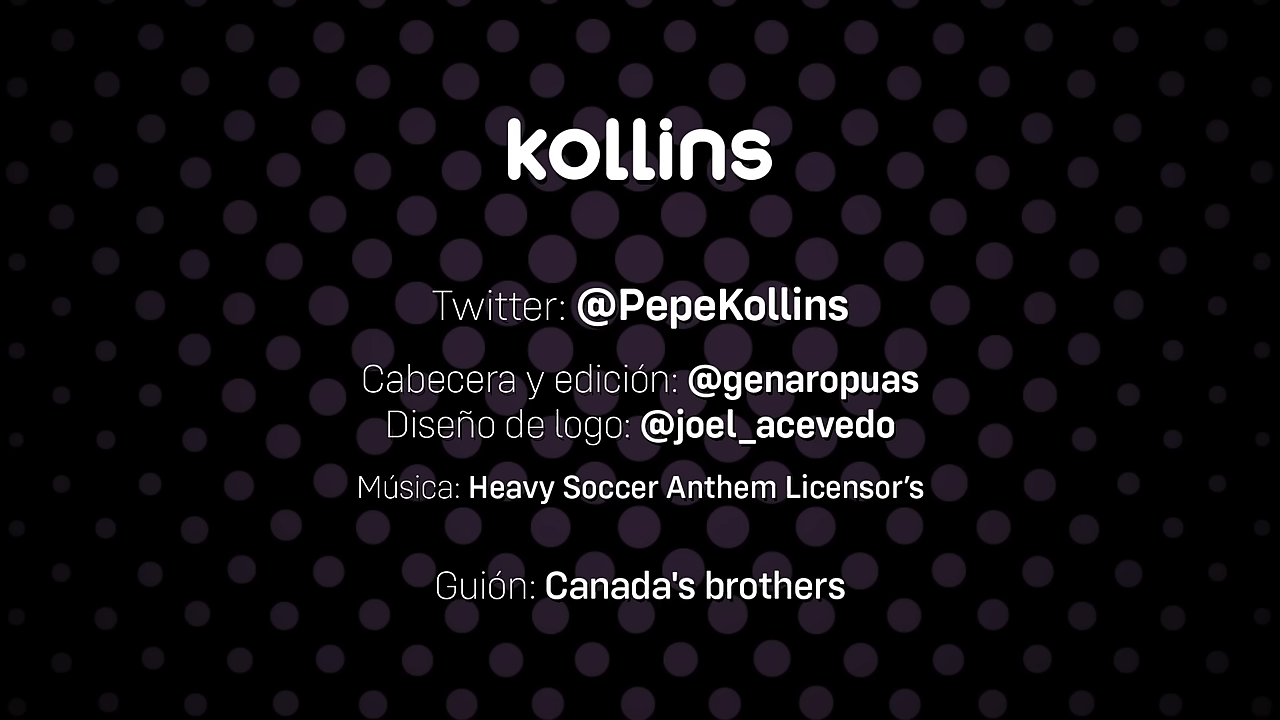 kollins
Twitter: @PepeKollins
Cabecera y edición: @genaropuas
Diseño de logo: @joel_acevedo
Música: Heavy Soccer Anthem Licensor’s
Guión: Canada's brothers